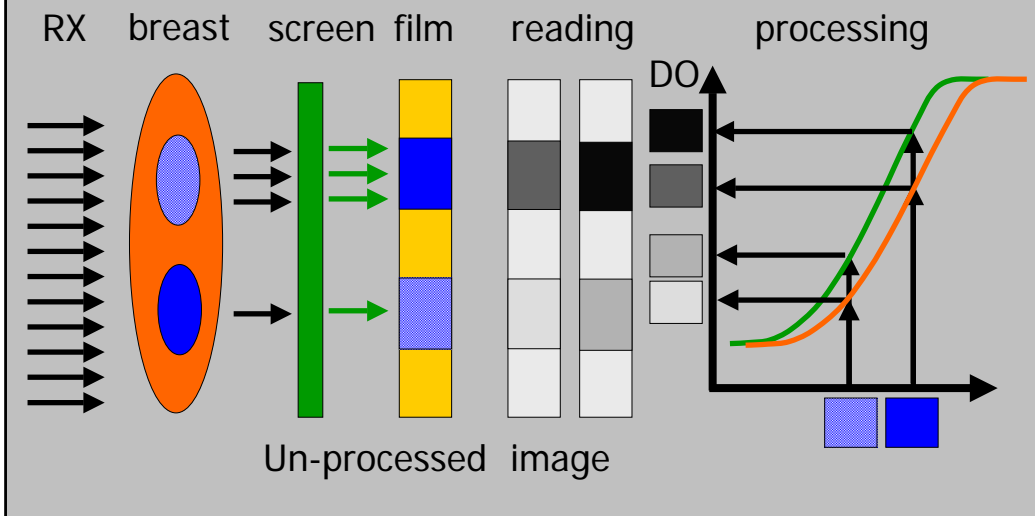 RX breast screen film reading processing
DO
Un-processed image